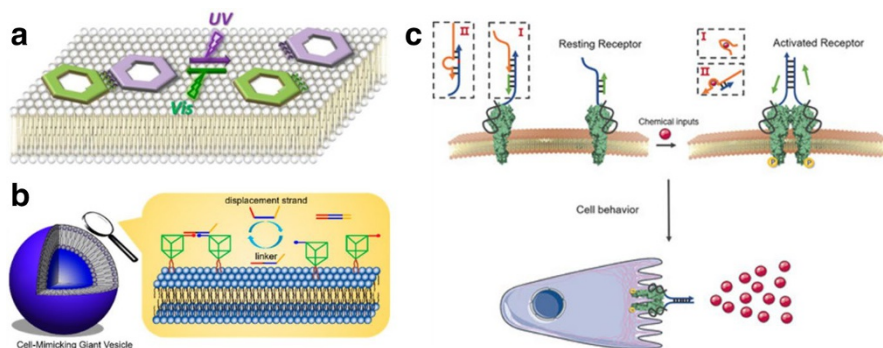 a
UV
Vis
b
displacement strand
linker
Cell-Mimicking Giant Vesicle
c
II
I
Resting Receptor
I
II
Activated Receptor
Chemical inputs
P
P
Cell behavior
P
P